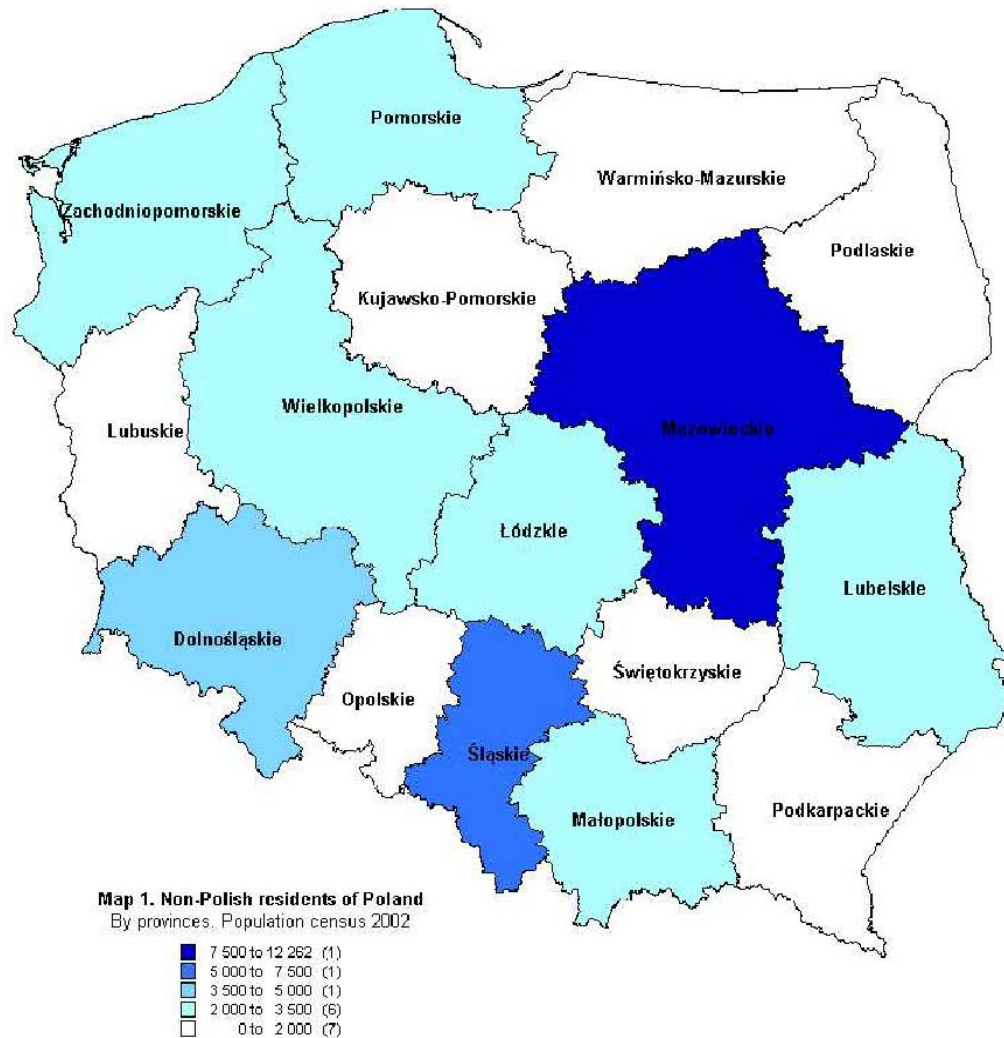 Pomorskie
Warmińsko-Mazurskie
Zachodniopomorskie
Podlaskie
Kujawsko-Pomorskie
Wielkopolskie
Mazowieckie
Lubuskie
Łódzkie
Lubelskie
Dolnośląskie
Świętokrzyskie
Opolskie
Śląskie
Podkarpackie
Małopolskie
Map 1. Non-Polish residents of Poland
By provinces. Population census 2002
7 500 to 12 262 (1)
5 000 to 7 500 (1)
3 500 to 5 000 (1)
2 000 to 3 500 (6)
0 to 2 000 (7)